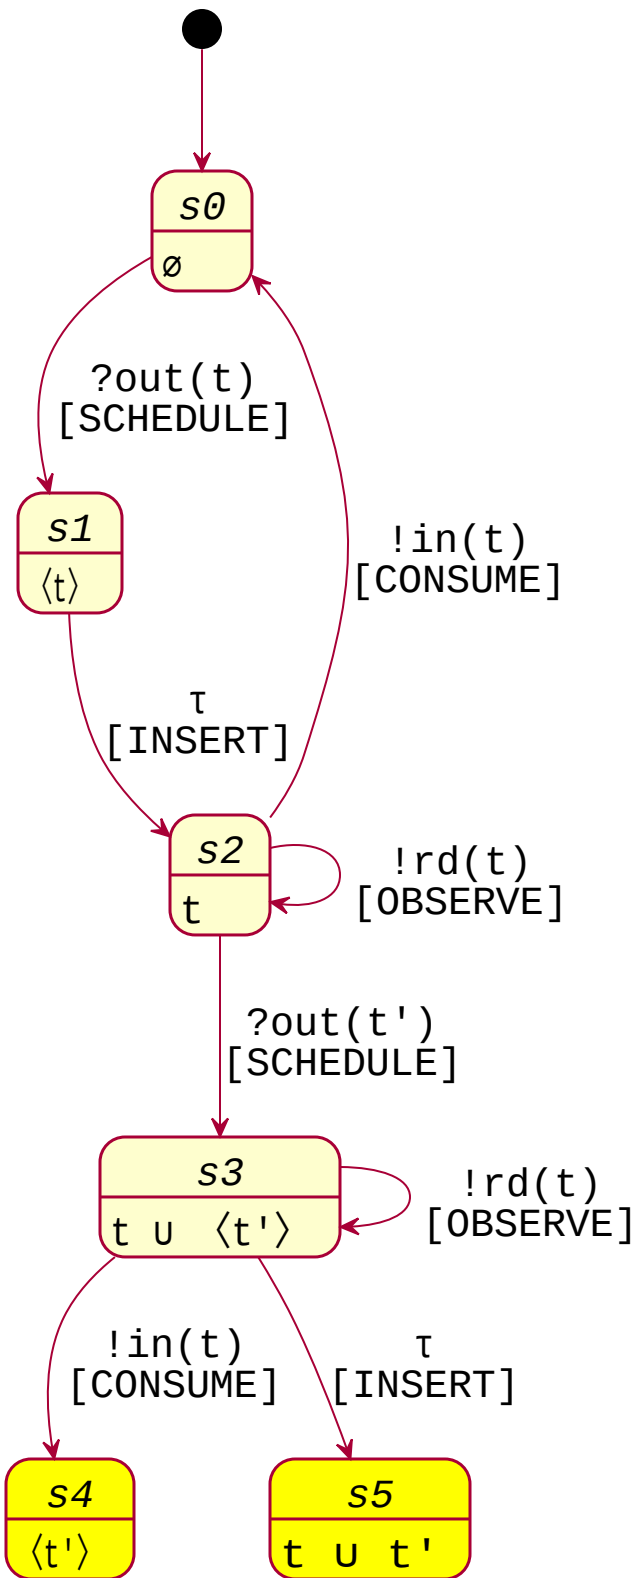 s0
ø
?out(t)
[SCHEDULE]
s1
〈t〉
!in(t)
[CONSUME]
τ
[INSERT]
s2
t
!rd(t)
[OBSERVE]
?out(t')
[SCHEDULE]
s3
t ∪ 〈t'〉
!rd(t)
[OBSERVE]
!in(t)
[CONSUME]
τ
[INSERT]
s4
〈t'〉
s5
t ∪ t'